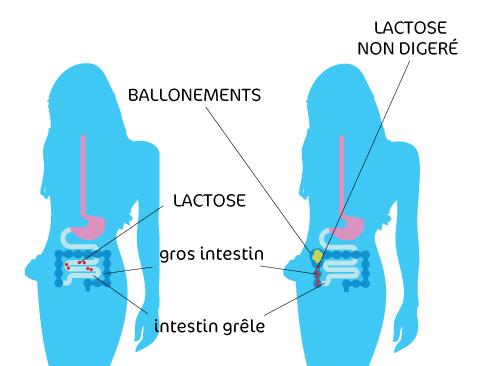 LACTOSE
NON DIGERÉ
BALLONEMENTS
LACTOSE
gros intestin
intestin grêle